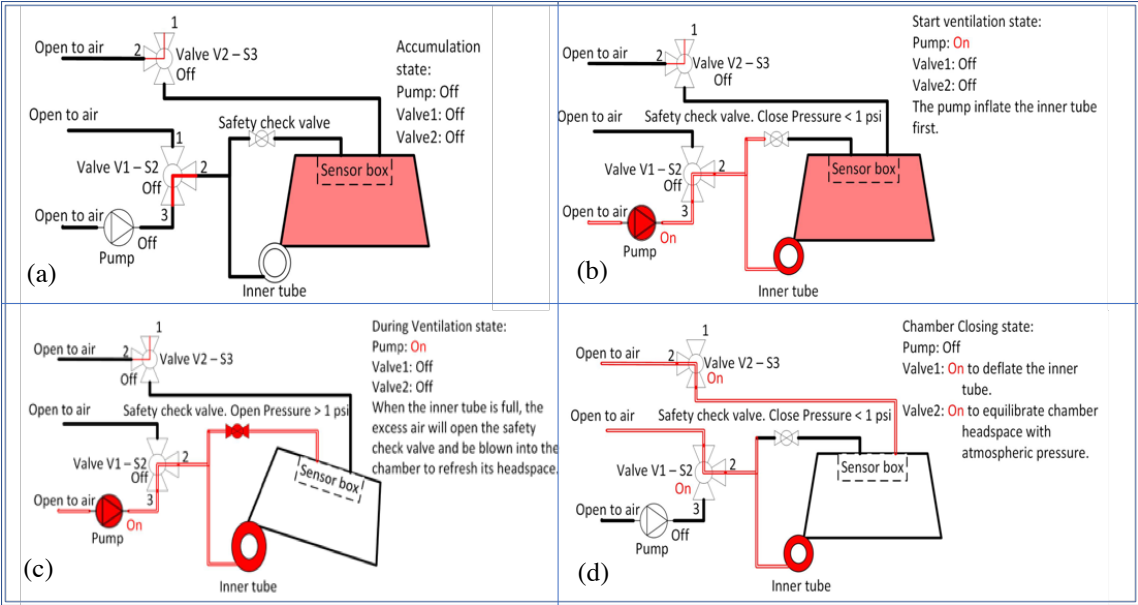 1
Open to air
2
Valve V2 – S3
Off
Accumulation
state:
Pump: Off
Valve1: Off
Valve2: Off
Open to air
1
Safety check valve
Valve V1 – S2
2
Off
Sensor box
Open to air
3
Off
Pump
(a)
Inner tube
1
Open to air
2
Valve V2 – S3
Off
Start ventilation state:
Pump: On
Valve1: Off
Valve2: Off
The pump inflate the inner tube
first.
Open to air
Safety check valve. Close Pressure < 1 psi
Valve V1 – S2
2
Off
Sensor box
Open to air
3
On
Pump
(b)
Inner tube
1
Open to air
2
Valve V2 – S3
Off
During Ventilation state:
Pump: On
Valve1: Off
Valve2: Off
When the inner tube is full, the
excess air will open the safety
check valve and be blown into the
chamber to refresh its headspace.
Open to air
Safety check valve. Open Pressure > 1 psi
Valve V1 – S2
2
Off
Sensor box
Open to air
3
On
Pump
(c)
Inner tube
1
Open to air
2
Valve V2 – S3
On
Chamber Closing state:
Pump: Off
Valve1: On to deflate the inner
tube.
Valve2: On to equilibrate chamber
headspace with
atmospheric pressure.
Open to air
Safety check valve. Close Pressure < 1 psi
Valve V1 – S2
2
On
Sensor box
Open to air
3
Off
Pump
(d)
Inner tube